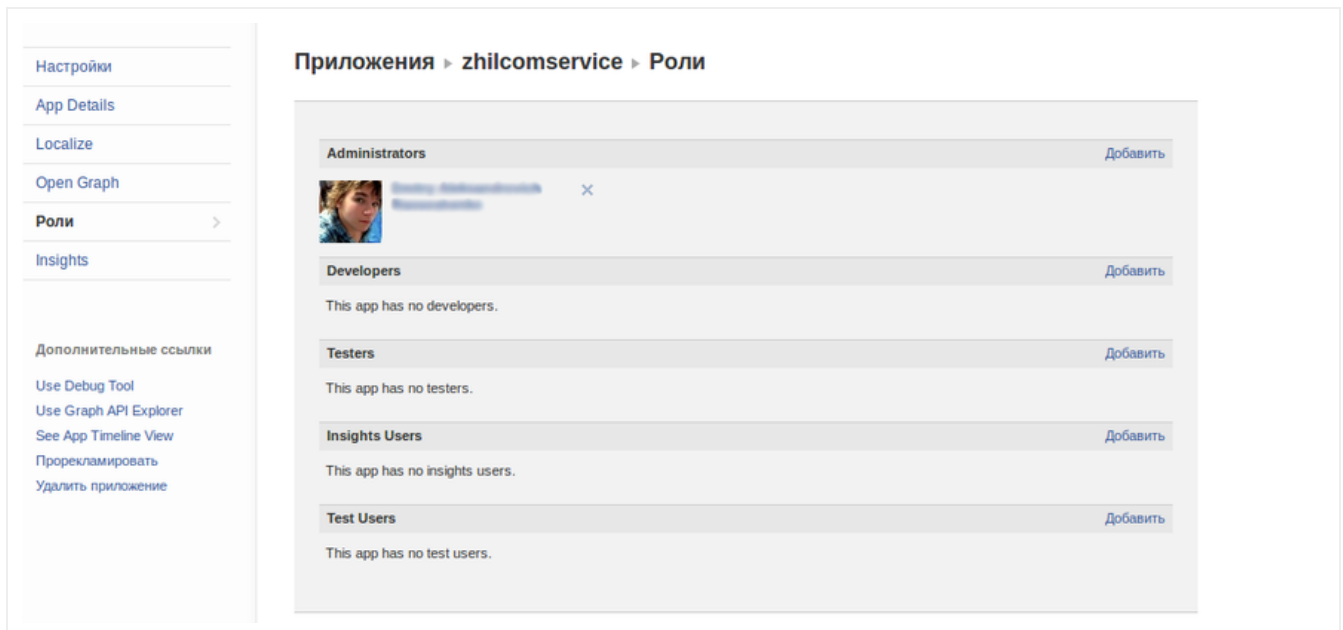 Настройки
App Details
Localize
Open Graph
Роли
Insights
Дополнительные ссылки
Use Debug Tool
Use Graph API Explorer
See App Timeline View
Прорекламировать
Удалить приложение
Приложения ▸ zhilcomservice ▸ Роли
Administrators Добавить
Developers Добавить
This app has no developers.
Testers Добавить
This app has no testers.
Insights Users Добавить
This app has no insights users.
Test Users Добавить
This app has no test users.